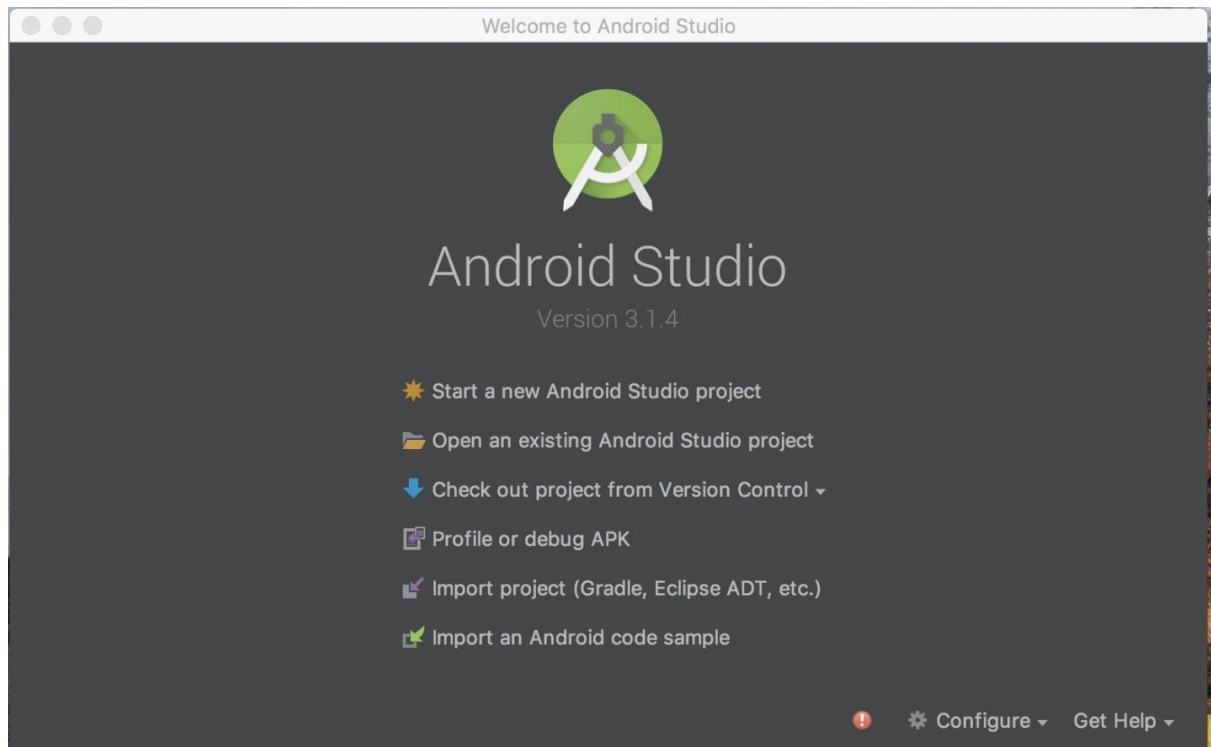 Welcome to Android Studio
Android Studio
Version 3.1.4
Start a new Android Studio project
Open an existing Android Studio project
Check out project from Version Control
Profile or debug APK
Import project (Gradle, Eclipse ADT, etc.)
Import an Android code sample
Configure Get Help